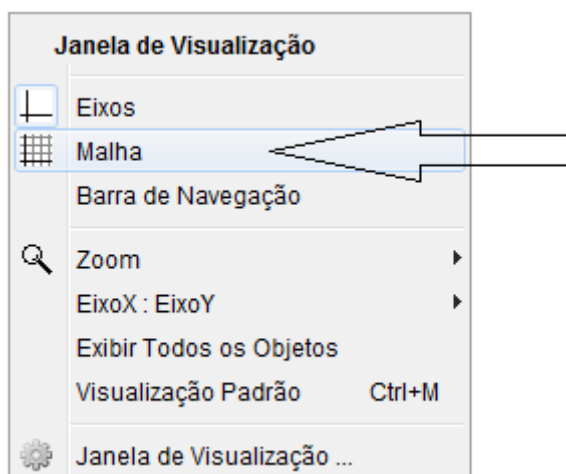 Janela de Visualização
Eixos
Malha
Barra de Navegação
Zoom
EixoX : EixoY
Exibir Todos os Objetos
Visualização Padrão Ctrl+M
Janela de Visualização ...